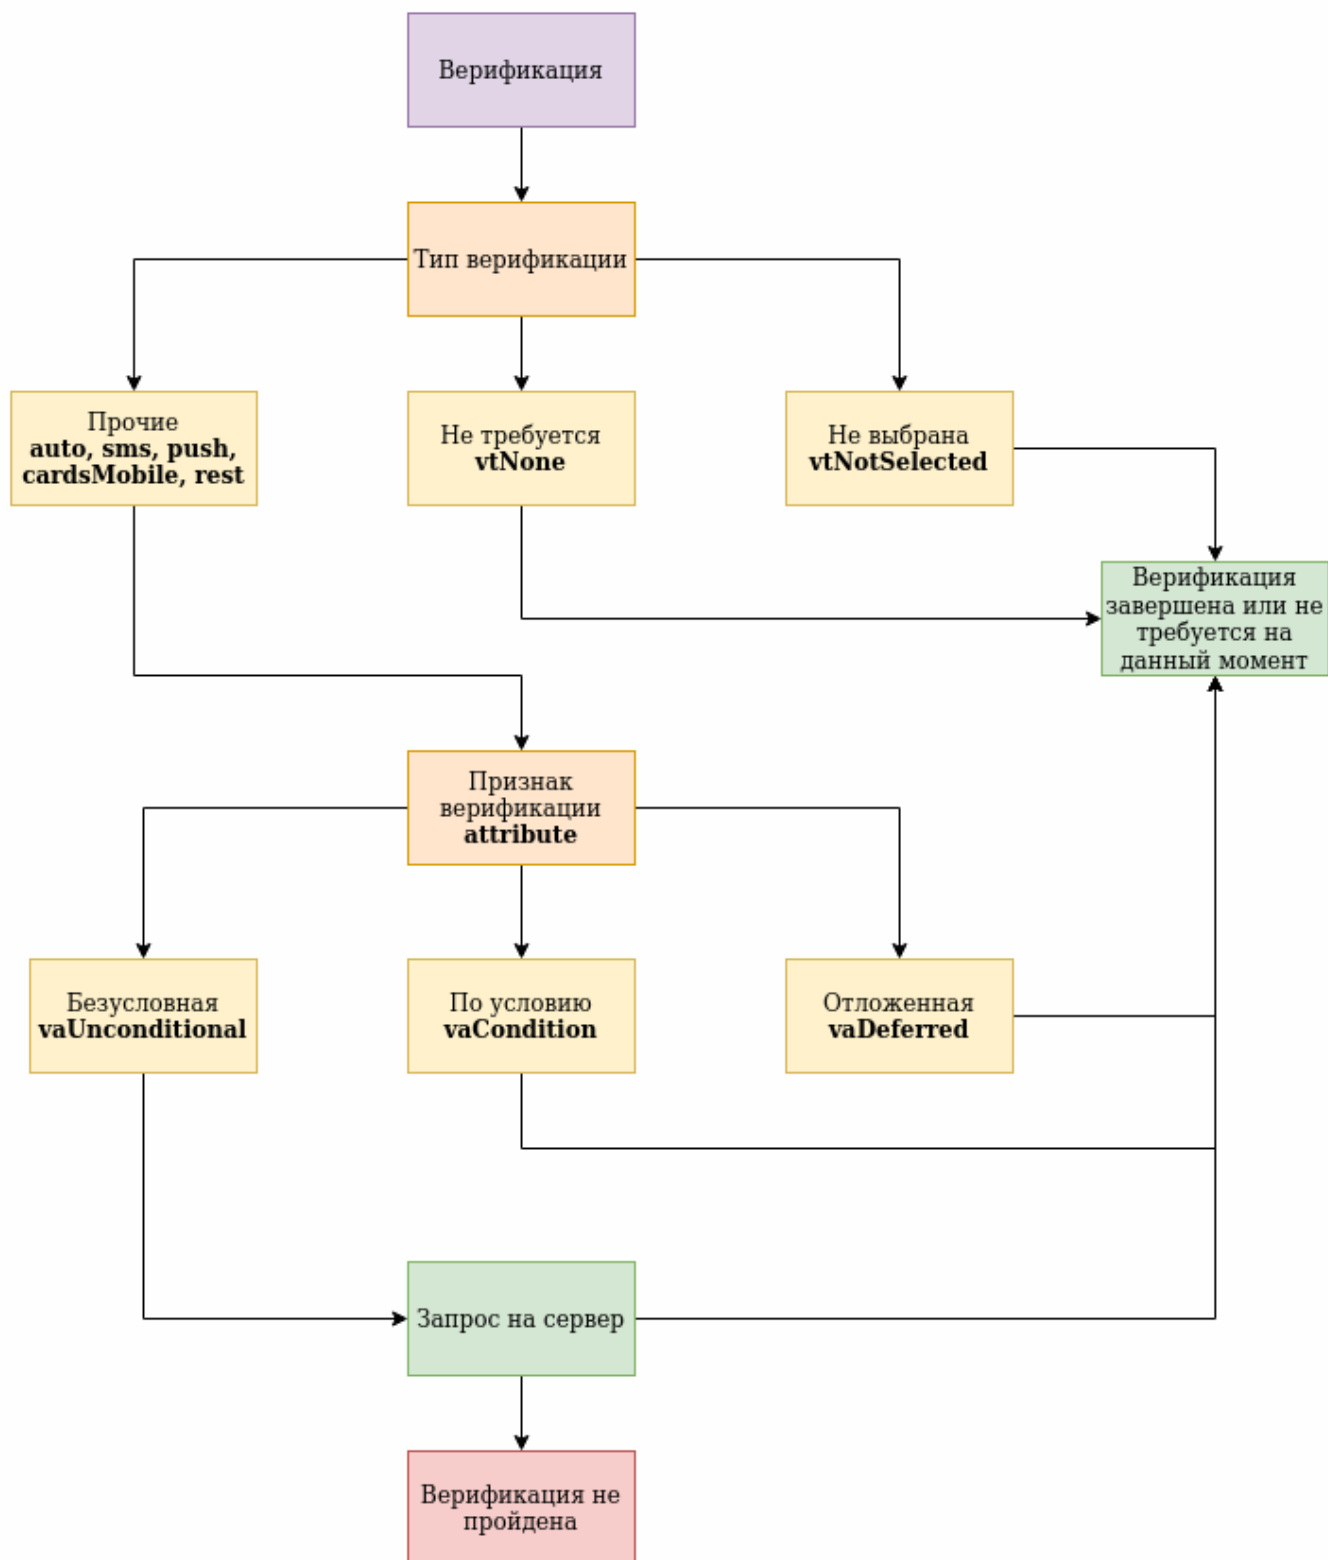 Верификация
Тип верификации
Прочие
auto, sms, push,
cardsMobile, rest
Не требуется
vtNone
Не выбрана
vtNotSelected
Верификация
завершена или не
требуется на
данный момент
Признак
верификации
attribute
Безусловная
vaUnconditional
По условию
vaCondition
Отложенная
vaDeferred
Запрос на сервер
Верификация не
пройдена